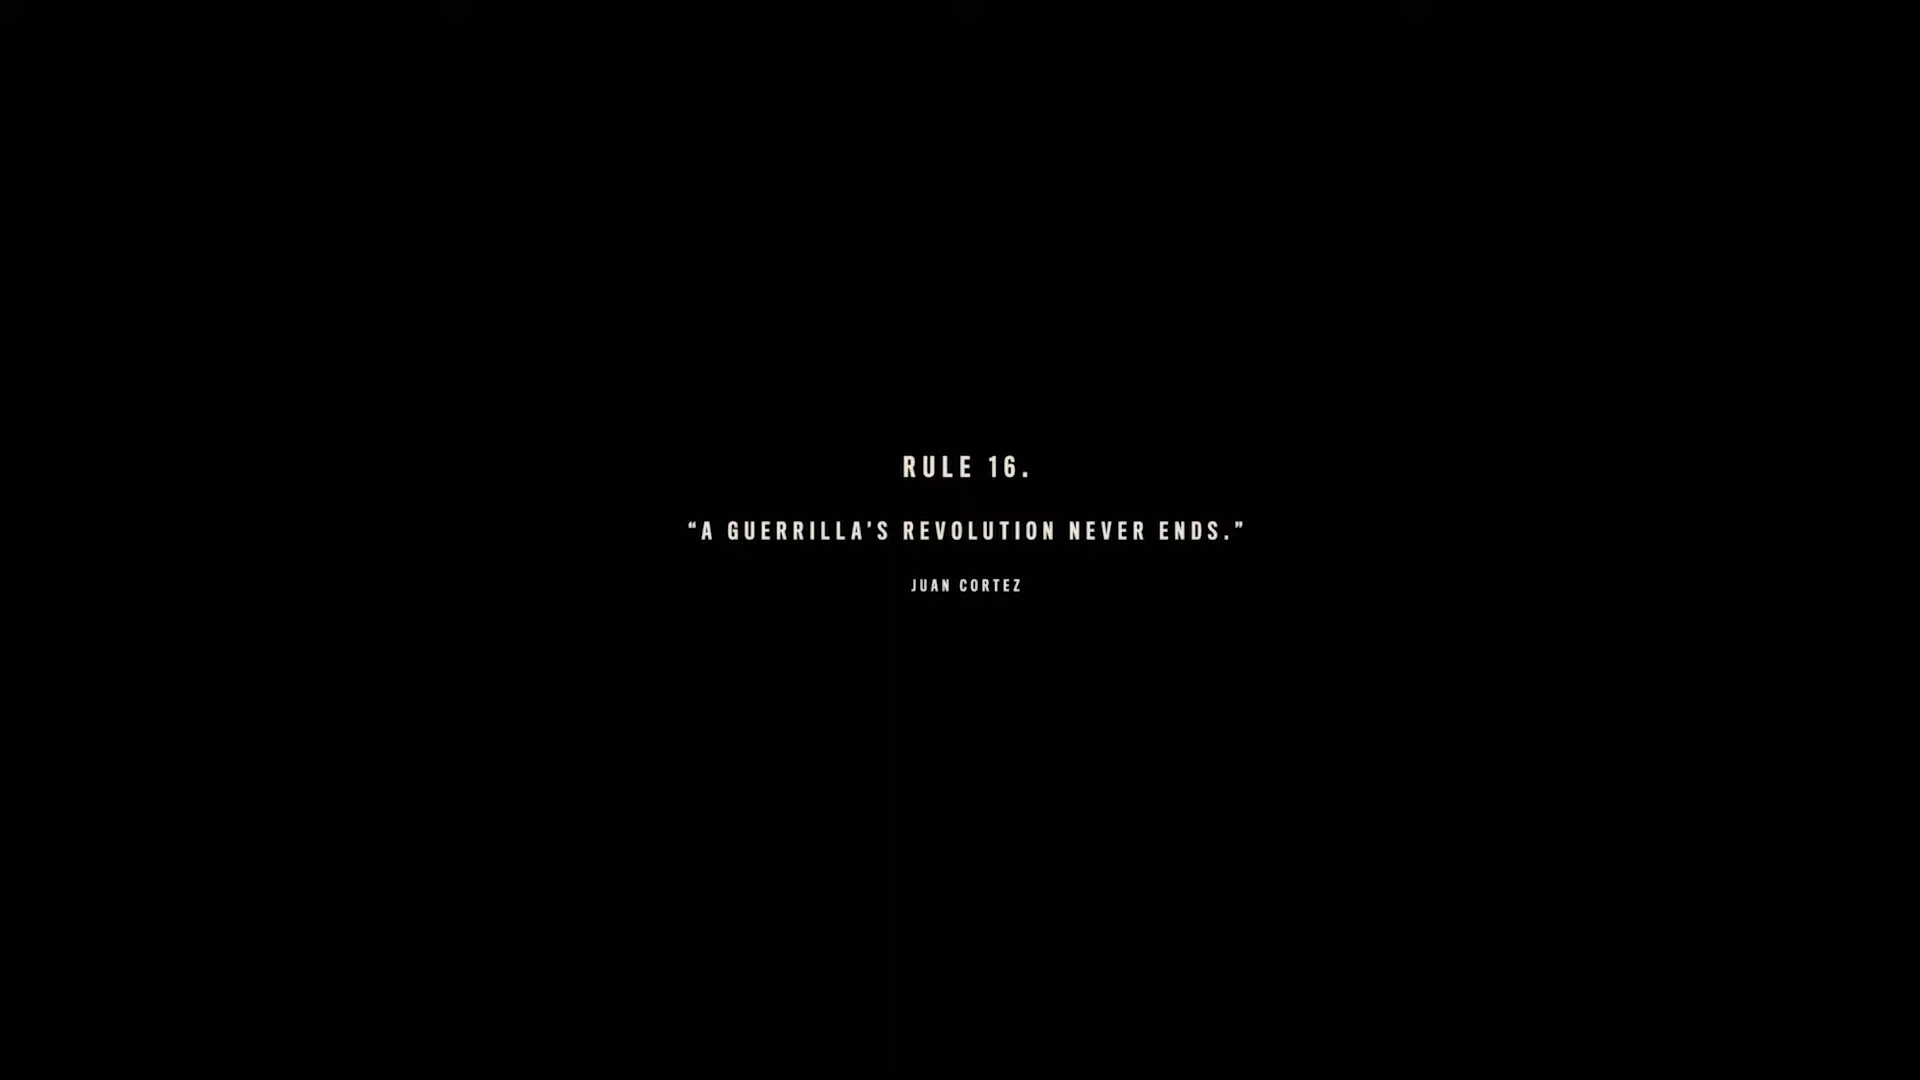 RULE 16.
“A GUERRILLA’S REVOLUTION NEVER ENDS.”
JUAN CORTEZ